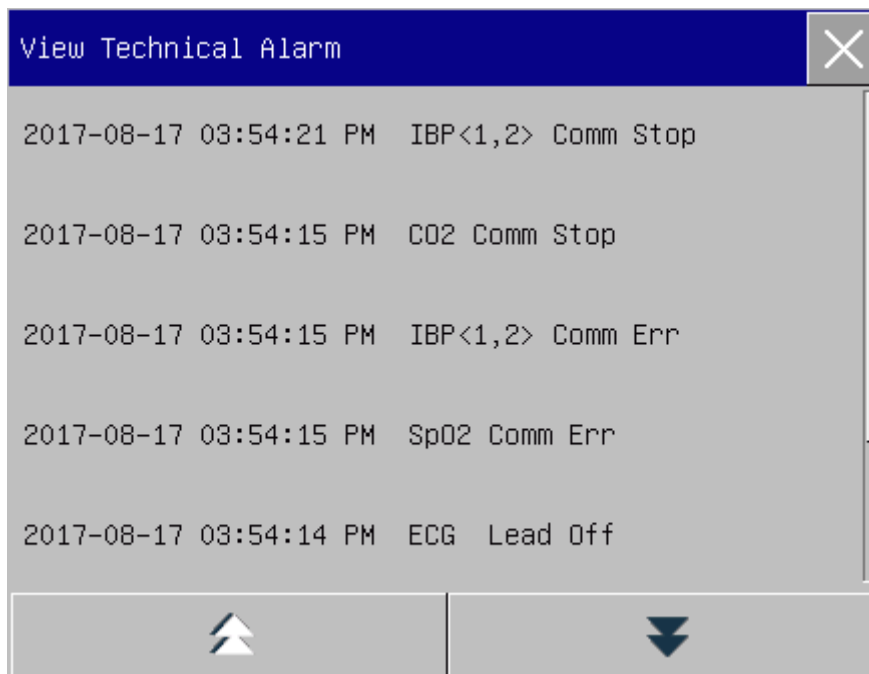 View Technical Alarm
2017-08-17 03:54:21 PM IBP<1,2> Comm Stop
2017-08-17 03:54:15 PM CO2 Comm Stop
2017-08-17 03:54:15 PM IBP<1,2> Comm Err
2017-08-17 03:54:15 PM SpO2 Comm Err
2017-08-17 03:54:14 PM ECG  Lead Off